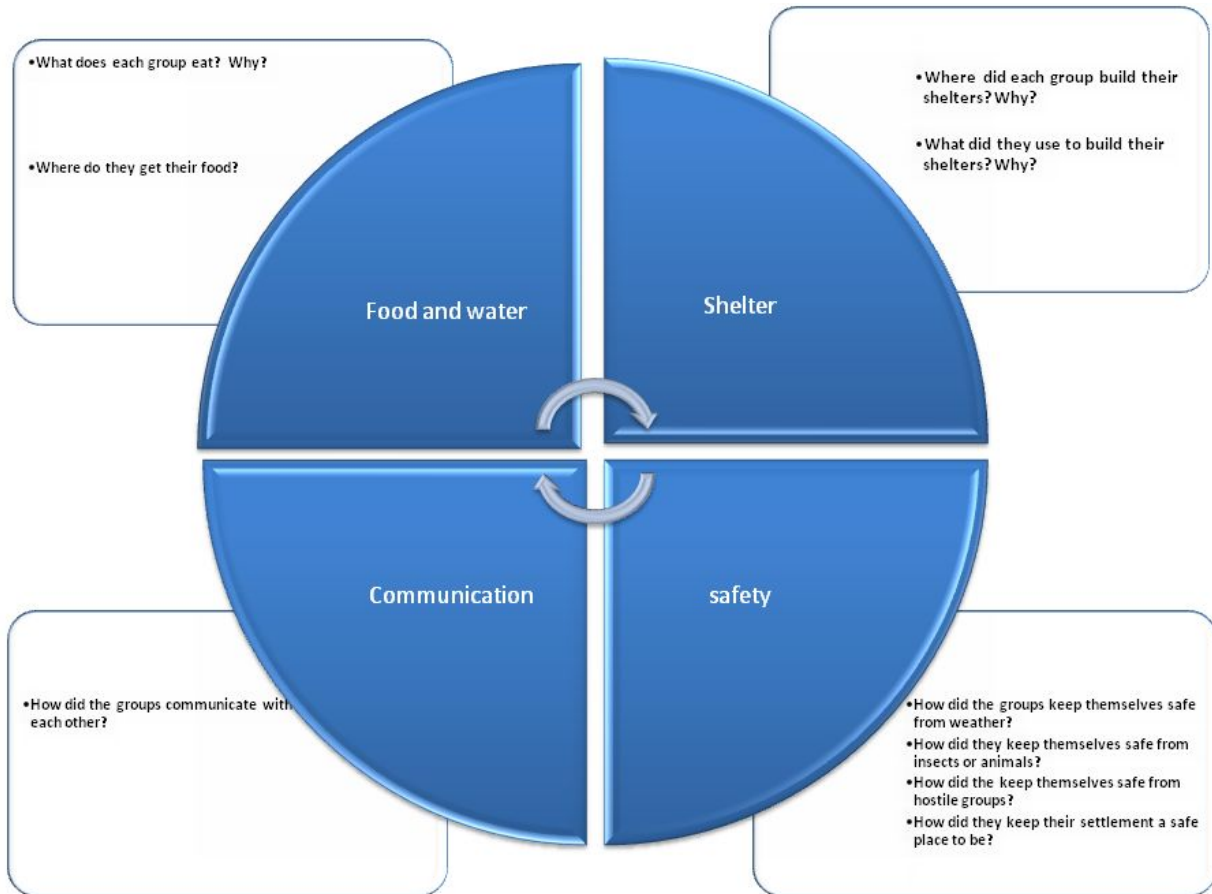 •What does each group eat? Why?
•Where do they get their food?
•Where did each group build their
shelters? Why?
•What did they use to build their
shelters? Why?
Food and water
Shelter
Communication
safety
•How did the groups communicate with
each other?
•How did the groups keep themselves safe
from weather?
•How did they keep themselves safe from
insects or animals?
•How did the keep themselves safe from
hostile groups?
•How did they keep their settlement a safe
place to be?